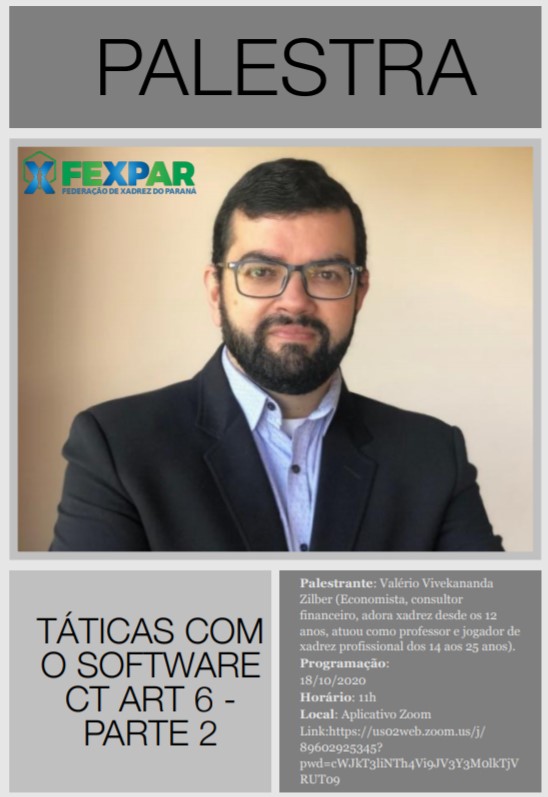 PALESTRA
FEXPAR
FEDERAÇÃO DE XADREZ DO PARANÁ
TÁTICAS COM
O SOFTWARE
CT ART 6 -
PARTE 2
Palestrante: Valério Vivekananda
Zilber (Economista, consultor
financeiro, adora xadrez desde os 12
anos, atuou como professor e jogador de
xadrez profissional dos 14 aos 25 anos).
Programação:
18/10/2020
Horário: 11h
Local: Aplicativo Zoom
Link:https://us02web.zoom.us/j/
89602925345?
pwd=cWJkT3liNTh4Vi9JV3Y3M0lkTjV
RUT09